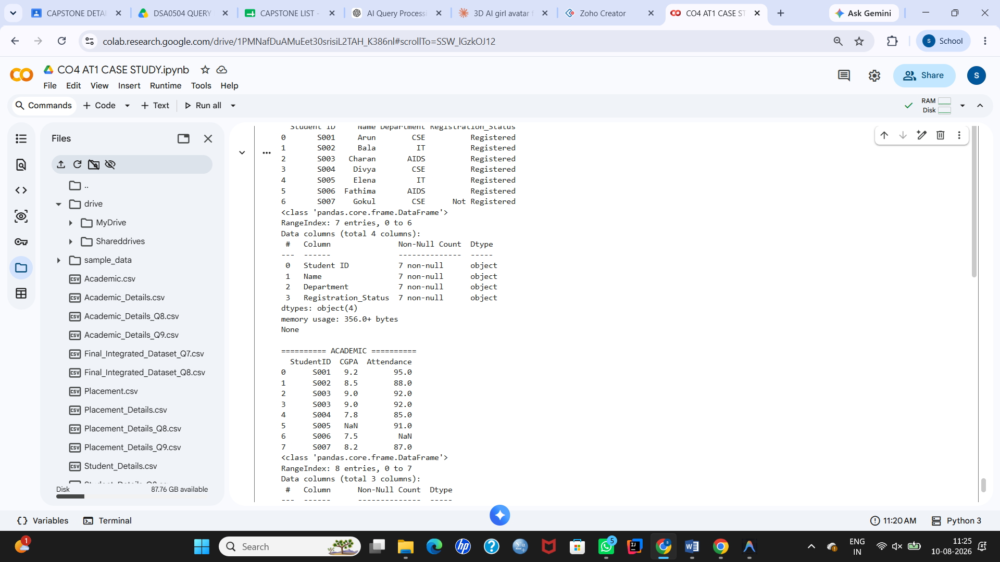 CAPSTONE DETAI
DSA0504 QUERY
CAPSTONE LIST -
AI Query Processi
3D AI girl avatar f
Zoho Creator
CO4 AT1 CASE ST
Ask Gemini
colab.research.google.com/drive/1PMNafDuAMuEet30srisiL2TAH_K386nl#scrollTo=SSW_lGzkOJ12
S School
CO4 AT1 CASE STUDY.ipynb
File Edit View Insert Runtime Tools Help
Share
S
Commands + Code + Text Run all
RAM
Disk
Files
..
drive
MyDrive
Shareddrives
sample_data
Academic.csv
Academic_Details.csv
Academic_Details_Q8.csv
Academic_Details_Q9.csv
Final_Integrated_Dataset_Q7.csv
Final_Integrated_Dataset_Q8.csv
Placement.csv
Placement_Details.csv
Placement_Details_Q8.csv
Placement_Details_Q9.csv
Student_Details.csv
Disk 87.76 GB available
Student ID Name Department Registration_Status
0 S001 Arun CSE Registered
1 S002 Bala IT Registered
2 S003 Charan AIDS Registered
3 S004 Divya CSE Registered
4 S005 Elena IT Registered
5 S006 Fathima AIDS Registered
6 S007 Gokul CSE Not Registered
<class 'pandas.core.frame.DataFrame'>
RangeIndex: 7 entries, 0 to 6
Data columns (total 4 columns):
# Column Non-Null Count Dtype
--- ------ -------------- -----
0 Student ID 7 non-null object
1 Name 7 non-null object
2 Department 7 non-null object
3 Registration_Status 7 non-null object
dtypes: object(4)
memory usage: 356.0+ bytes
None
========== ACADEMIC ==========
StudentID CGPA Attendance
0 S001 9.2 95.0
1 S002 8.5 88.0
2 S003 9.0 92.0
3 S003 9.0 92.0
4 S004 7.8 85.0
5 S005 NaN 91.0
6 S006 7.5 NaN
7 S007 8.2 87.0
<class 'pandas.core.frame.DataFrame'>
RangeIndex: 8 entries, 0 to 7
Data columns (total 3 columns):
# Column Non-Null Count Dtype
--- ------ -------------- -----
Variables Terminal
11:20 AM Python 3
1
Search
hp
5
ENG
IN
11:25
10-08-2026